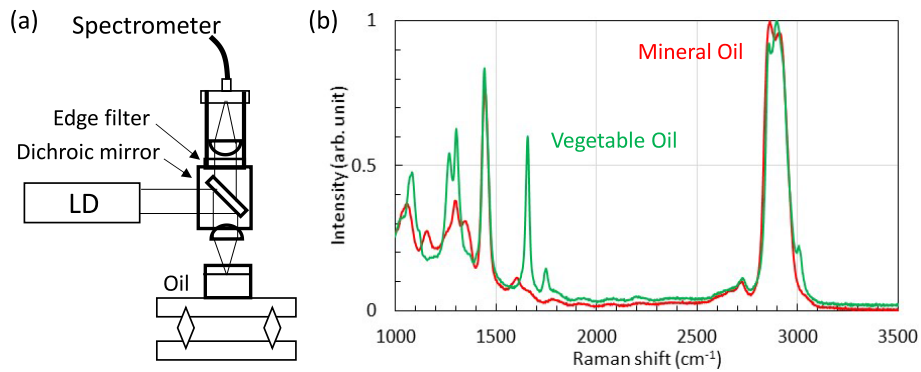 (a)
Spectrometer
Edge filter
Dichroic mirror
LD
Oil
(b)
Mineral Oil
Vegetable Oil
Intensity (arb. unit)
1
0.5
0
1000 1500 2000 2500 3000 3500
Raman shift (cm⁻¹)